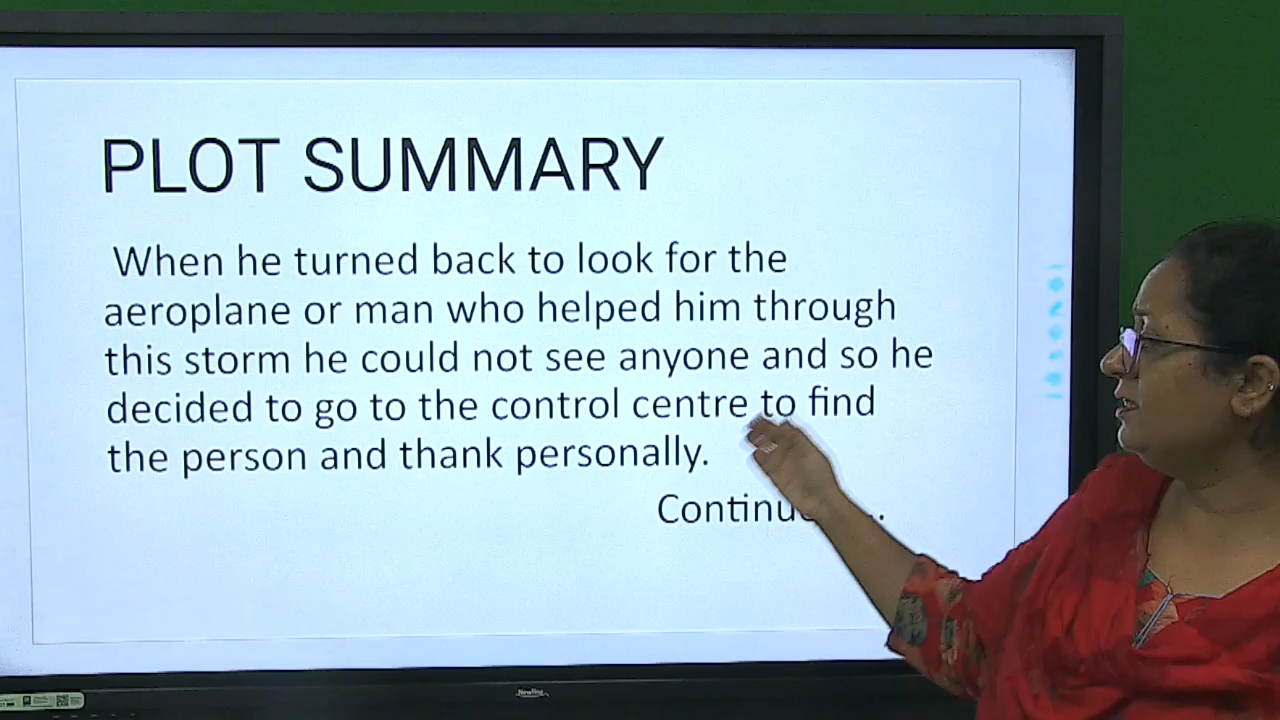 PLOT SUMMARY
When he turned back to look for the
aeroplane or man who helped him through
this storm he could not see anyone and so he
decided to go to the control centre to find
the person and thank personally.